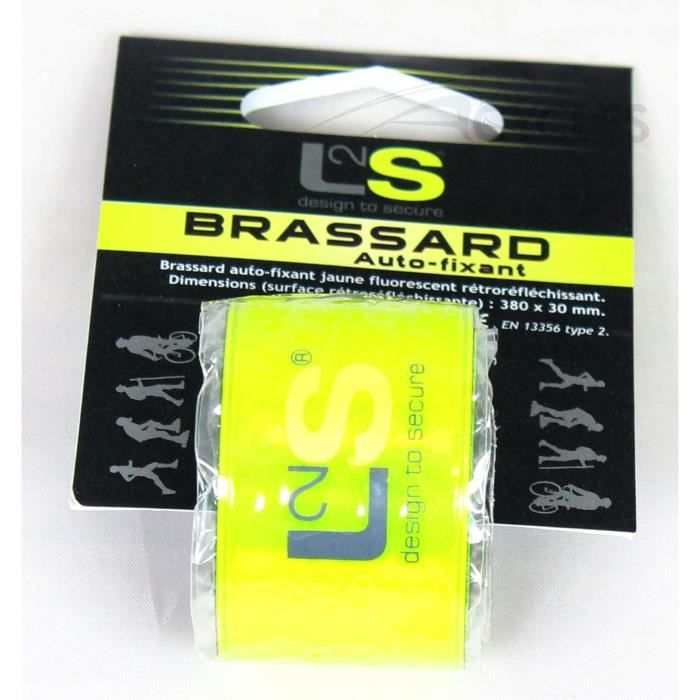 L2S
design to secure
BRASSARD
Auto-fixant
Brassard auto-fixant jaune fluorescent rétroréfléchissant.
Dimensions (surface rétroréfléchissante) : 380 x 30 mm.
EN 13356 type 2.
L2S®
design to secure